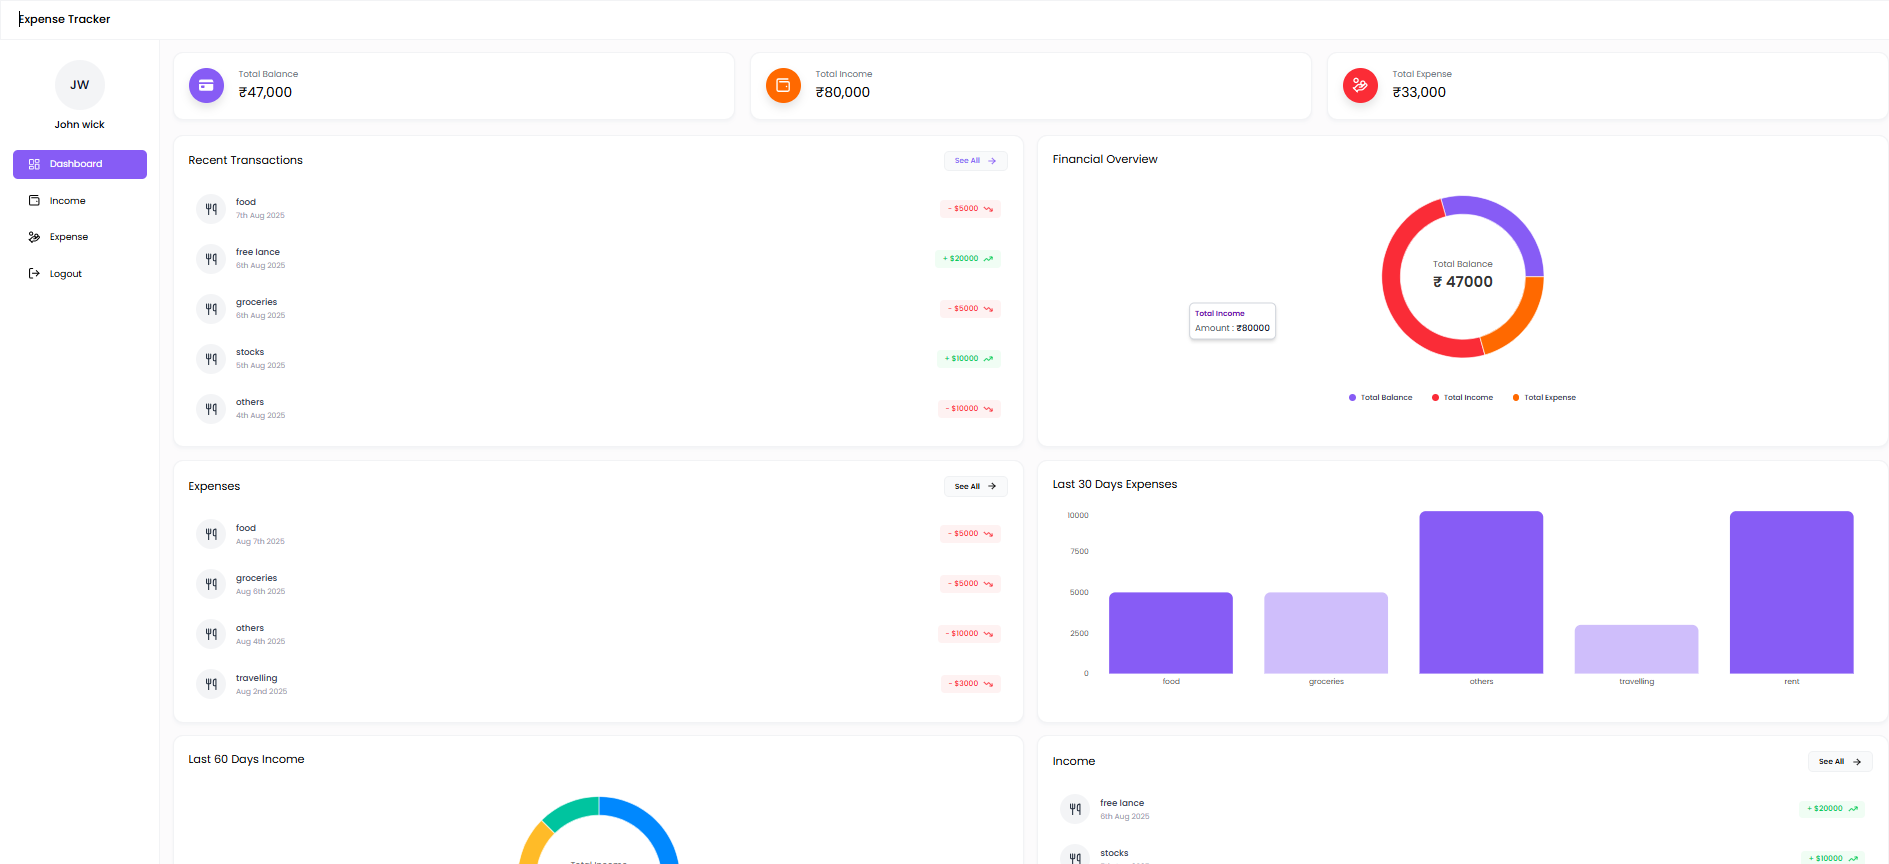 Expense Tracker
JW
John wick
Dashboard
Income
Expense
Logout
Total Balance
₹47,000
Total Income
₹80,000
Total Expense
₹33,000
Recent Transactions
See All
food
7th Aug 2025
- $5000
free lance
6th Aug 2025
+ $20000
groceries
6th Aug 2025
- $5000
stocks
5th Aug 2025
+ $10000
others
4th Aug 2025
- $10000
Financial Overview
Total Balance
₹ 47000
Total Income
Amount : ₹80000
Total Balance
Total Income
Total Expense
Expenses
See All
food
Aug 7th 2025
- $5000
groceries
Aug 6th 2025
- $5000
others
Aug 4th 2025
- $10000
travelling
Aug 2nd 2025
- $3000
Last 30 Days Expenses
10000
7500
5000
2500
0
food
groceries
others
travelling
rent
Last 60 Days Income
Income
See All
free lance
6th Aug 2025
+ $20000
stocks
+ $10000